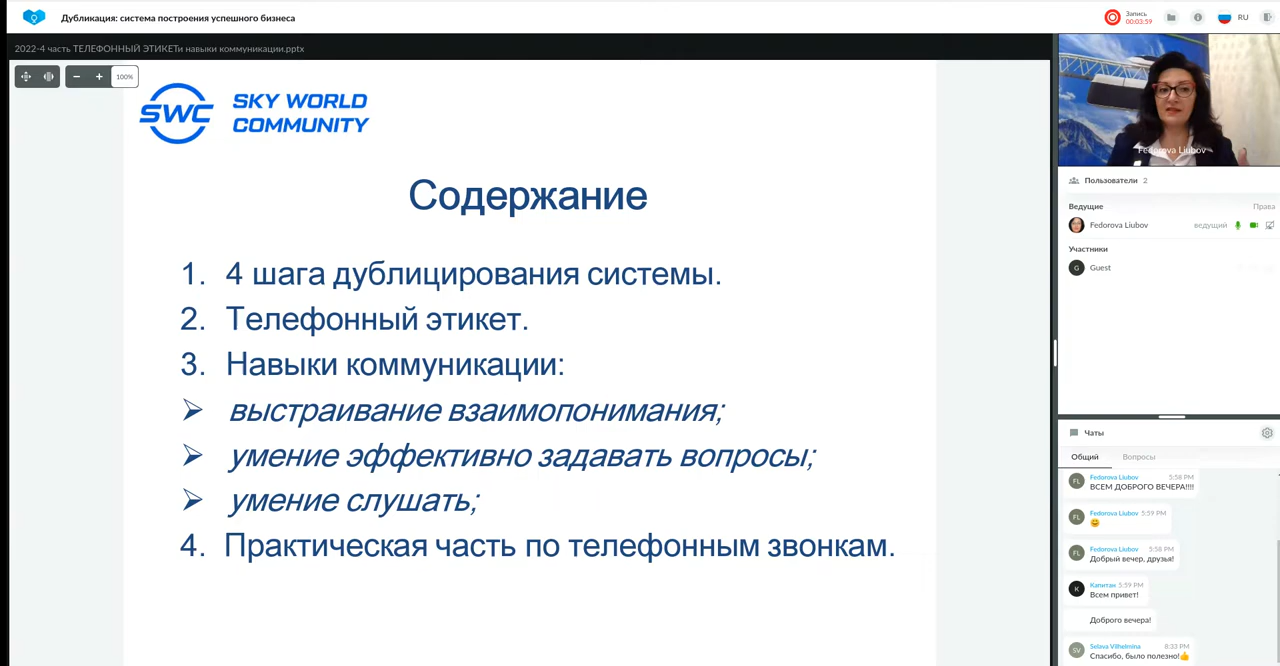 Дубликация: система построения успешного бизнеса
Запись
00:03:59
RU
2022-4 часть ТЕЛЕФОННЫЙ ЭТИКЕТи навыки коммуникации.pptx
100%
SWC
SKY WORLD
COMMUNITY
Содержание
1. 4 шага дублицирования системы.
2. Телефонный этикет.
3. Навыки коммуникации:
➢ выстраивание взаимопонимания;
➢ умение эффективно задавать вопросы;
➢ умение слушать;
4. Практическая часть по телефонным звонкам.
Fedorova Liubov
Пользователи 2
Ведущие Права
Fedorova Liubov ведущий
Участники
G Guest
Чаты
Общий Вопросы
FL Fedorova Liubov 5:58 PM
ВСЕМ ДОБРОГО ВЕЧЕРА!!!!
FL Fedorova Liubov 5:59 PM
😊
FL Fedorova Liubov 5:58 PM
Добрый вечер, друзья!
K Капитан 5:59 PM
Всем привет!
Доброго вечера!
SV Selava Vilhelmina 8:33 PM
Спасибо, было полезно!👍